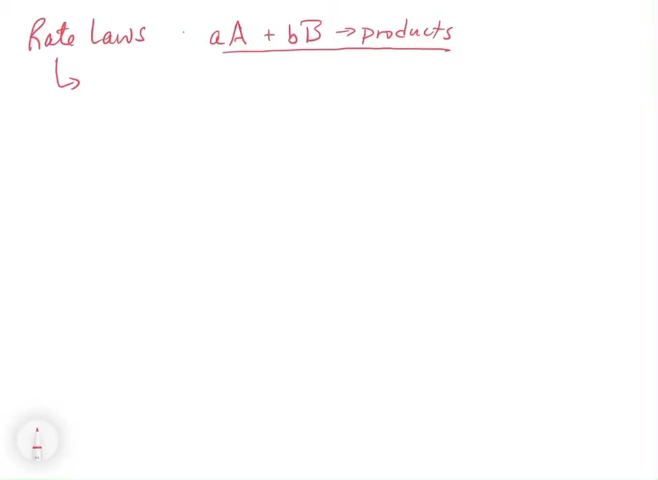 Rate Laws aA + bB → products
↳